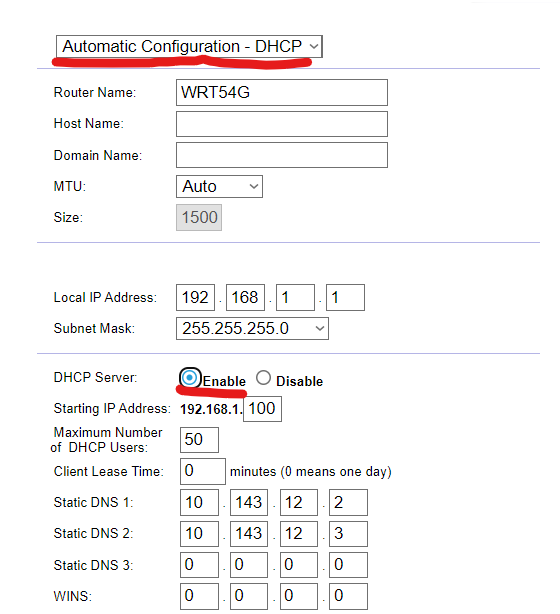 Automatic Configuration - DHCP
Router Name: WRT54G
Host Name:
Domain Name:
MTU: Auto
Size: 1500
Local IP Address: 192 . 168 . 1 . 1
Subnet Mask: 255.255.255.0
DHCP Server: Enable Disable
Starting IP Address: 192.168.1. 100
Maximum Number
of DHCP Users: 50
Client Lease Time: 0 minutes (0 means one day)
Static DNS 1: 10 . 143 . 12 . 2
Static DNS 2: 10 . 143 . 12 . 3
Static DNS 3: 0 . 0 . 0 . 0
WINS: 0 . 0 . 0 . 0